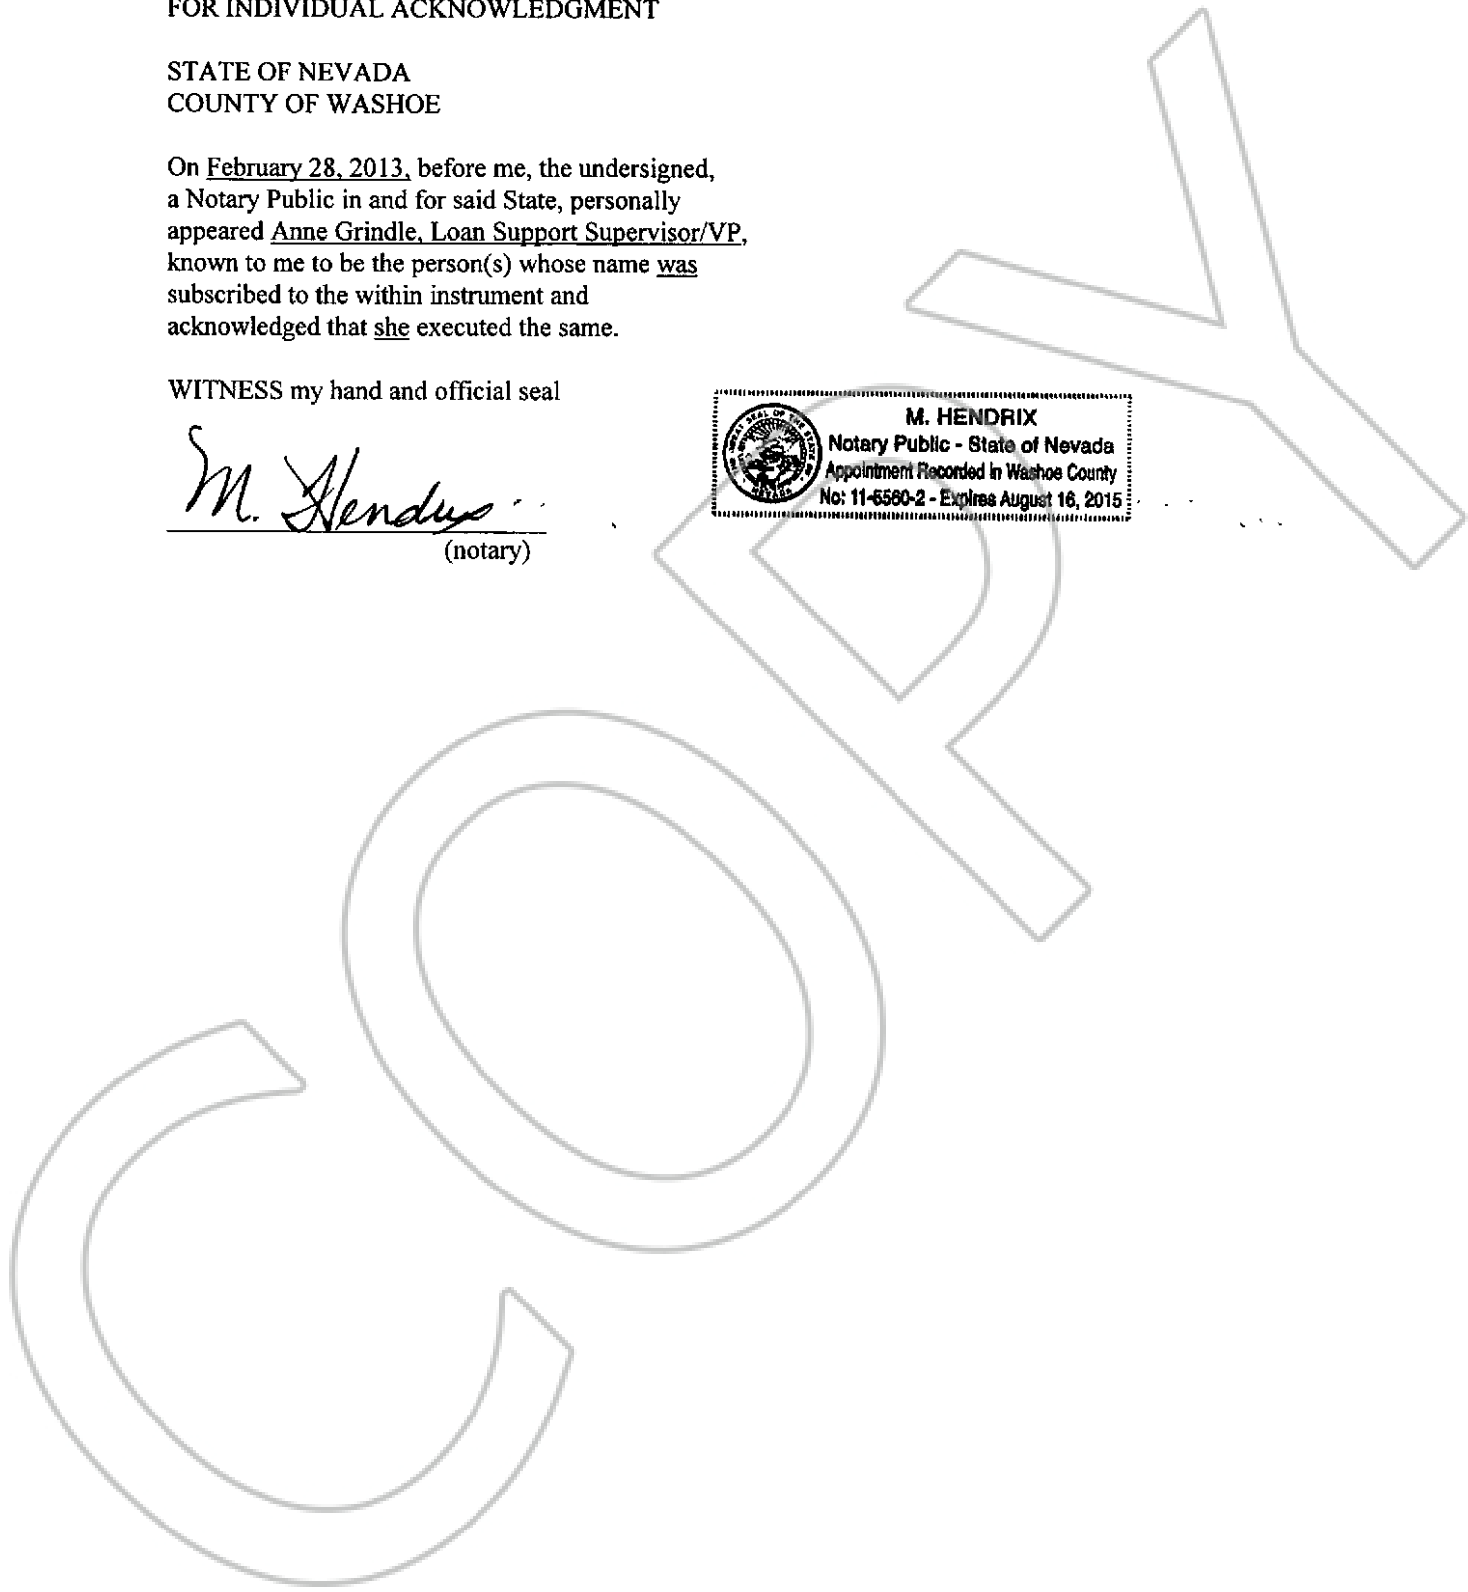 FOR INDIVIDUAL ACKNOWLEDGMENT
STATE OF NEVADA
COUNTY OF WASHOE
On February 28, 2013, before me, the undersigned,
a Notary Public in and for said State, personally
appeared Anne Grindle, Loan Support Supervisor/VP,
known to me to be the person(s) whose name was
subscribed to the within instrument and
acknowledged that she executed the same.
WITNESS my hand and official seal
M. Hendrix
(notary)
M. HENDRIX
Notary Public - State of Nevada
Appointment Recorded in Washoe County
No: 11-5560-2 - Expires August 16, 2015
COPY